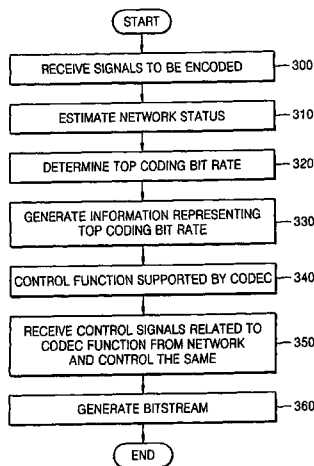 START
RECEIVE SIGNALS TO BE ENCODED
300
ESTIMATE NETWORK STATUS
310
DETERMINE TOP CODING BIT RATE
320
GENERATE INFORMATION REPRESENTING
TOP CODING BIT RATE
330
CONTROL FUNCTION SUPPORTED BY CODEC
340
RECEIVE CONTROL SIGNALS RELATED TO
CODEC FUNCTION FROM NETWORK
AND CONTROL THE SAME
350
GENERATE BITSTREAM
360
END